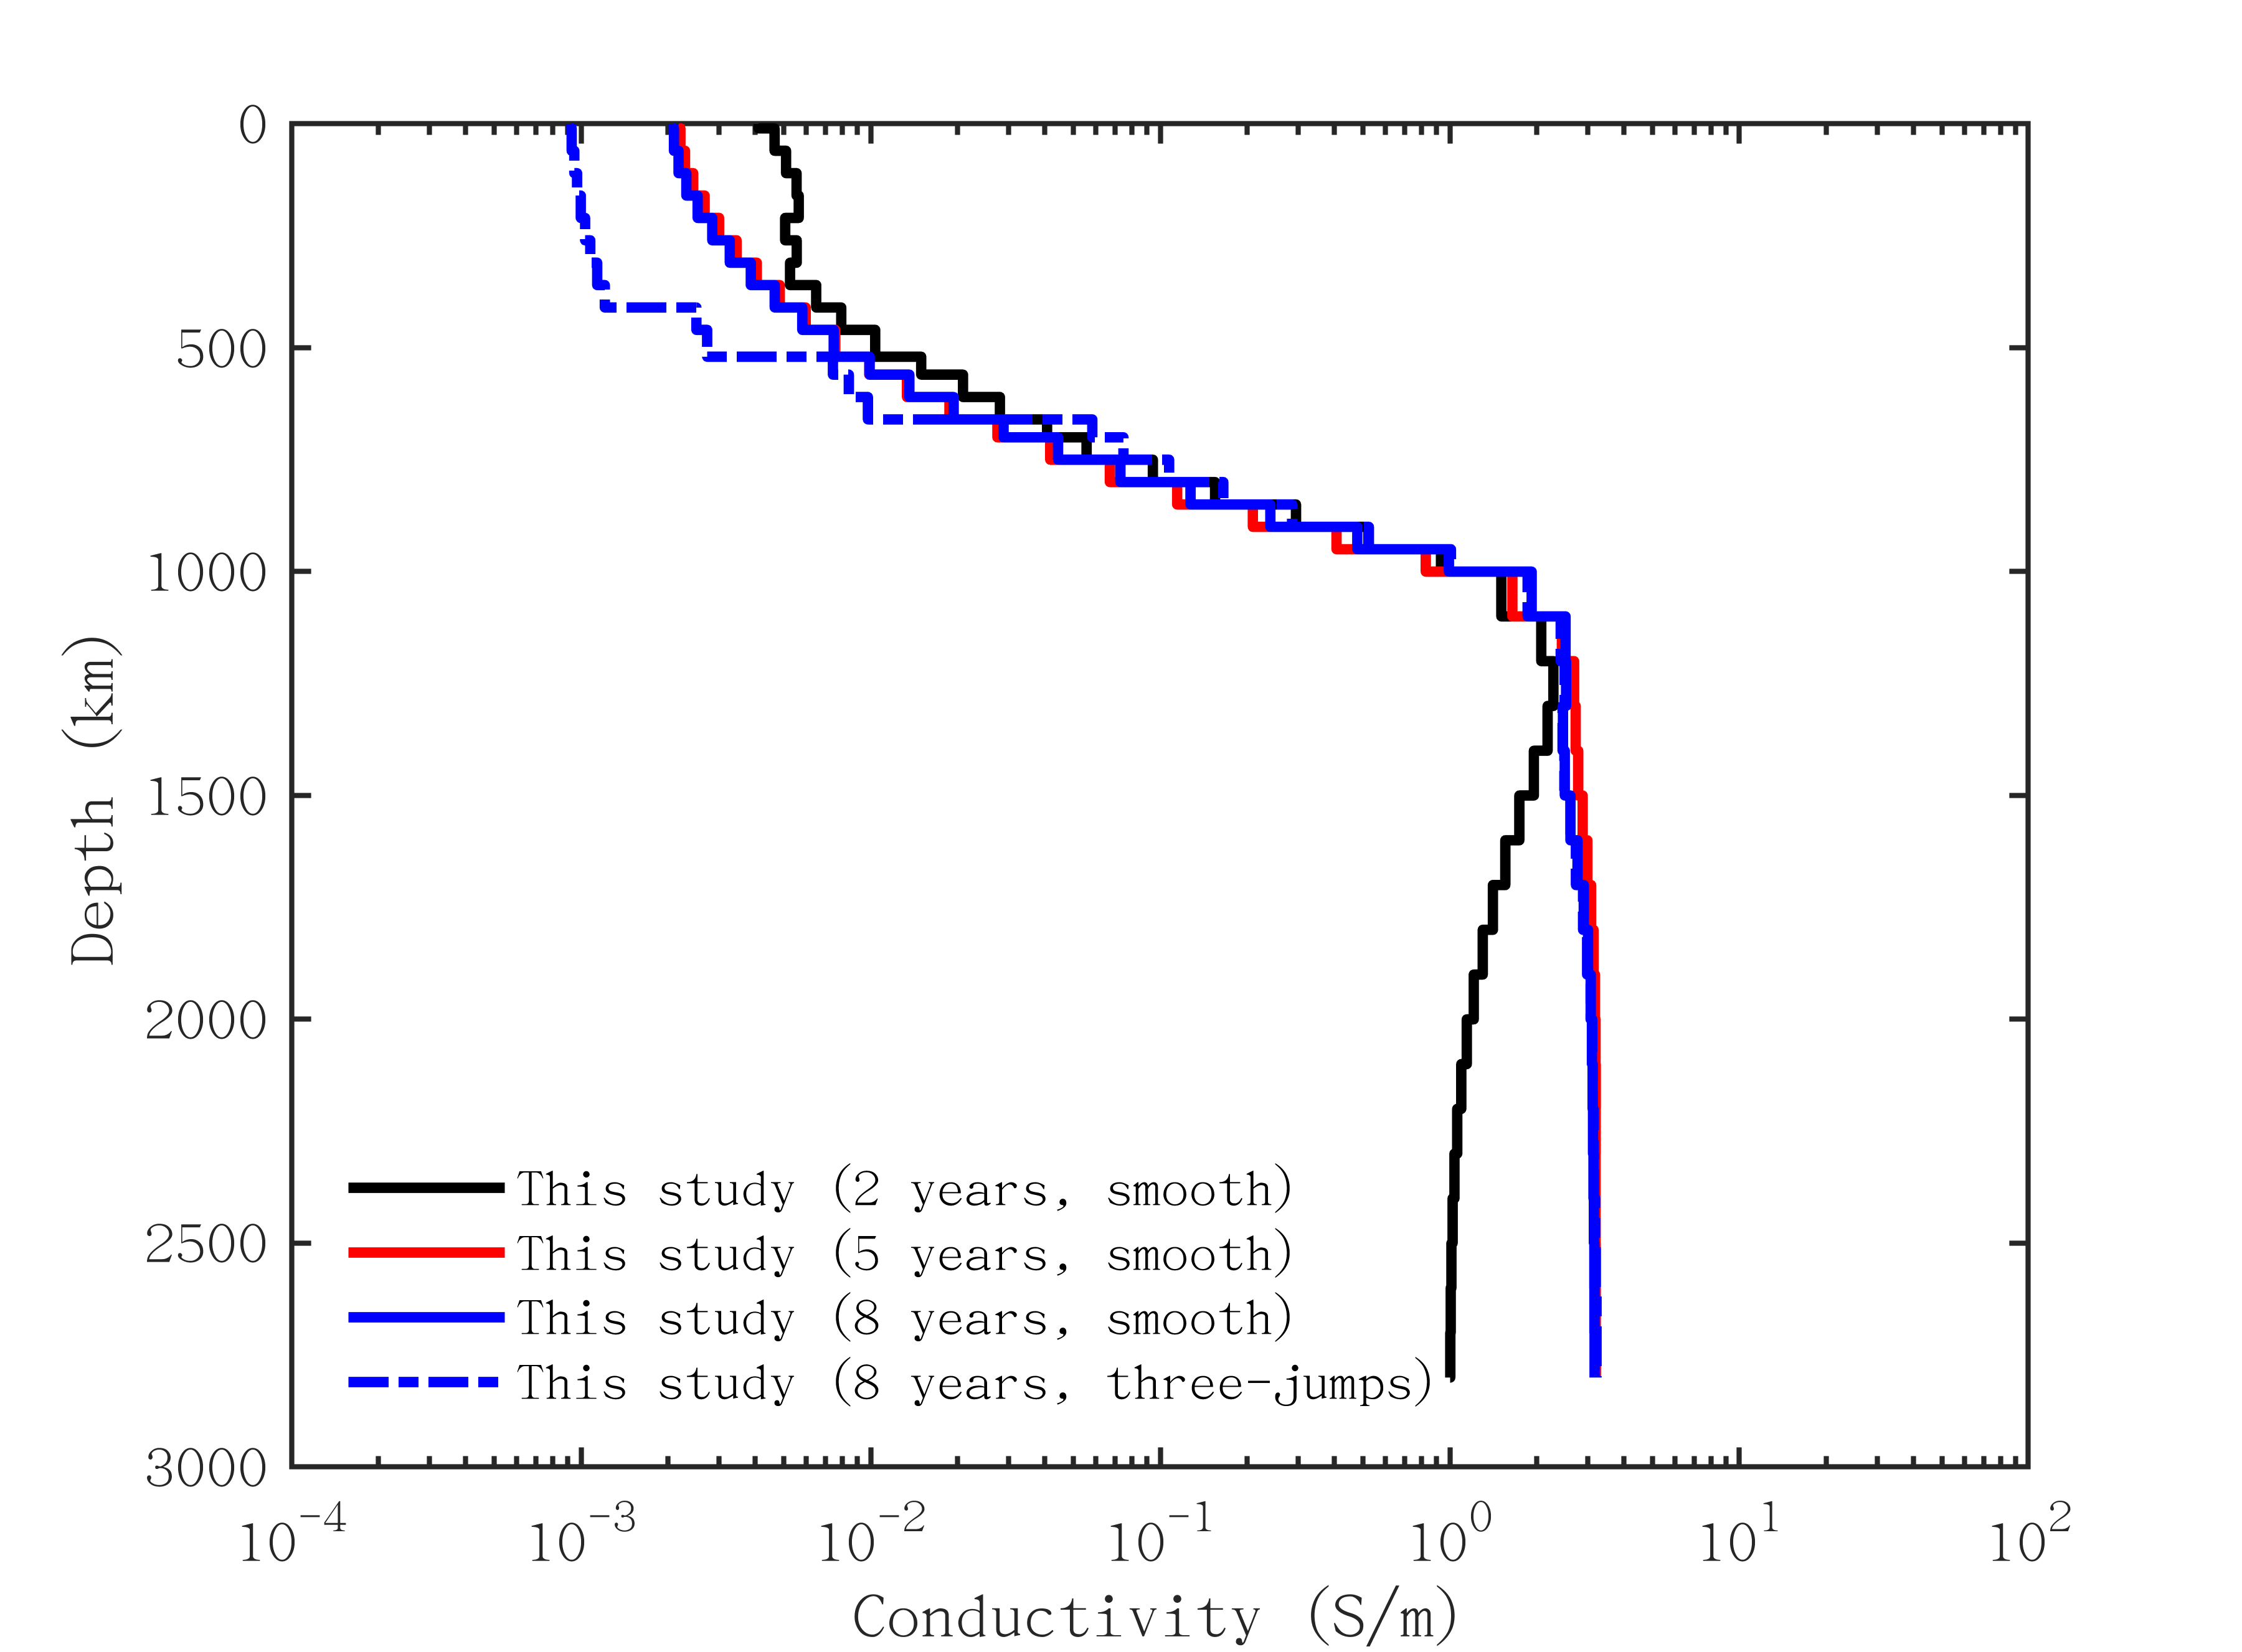 0
500
1000
1500
2000
2500
3000
Depth (km)
This study (2 years, smooth)
This study (5 years, smooth)
This study (8 years, smooth)
This study (8 years, three-jumps)
10^-4 10^-3 10^-2 10^-1 10^0 10^1 10^2
Conductivity (S/m)